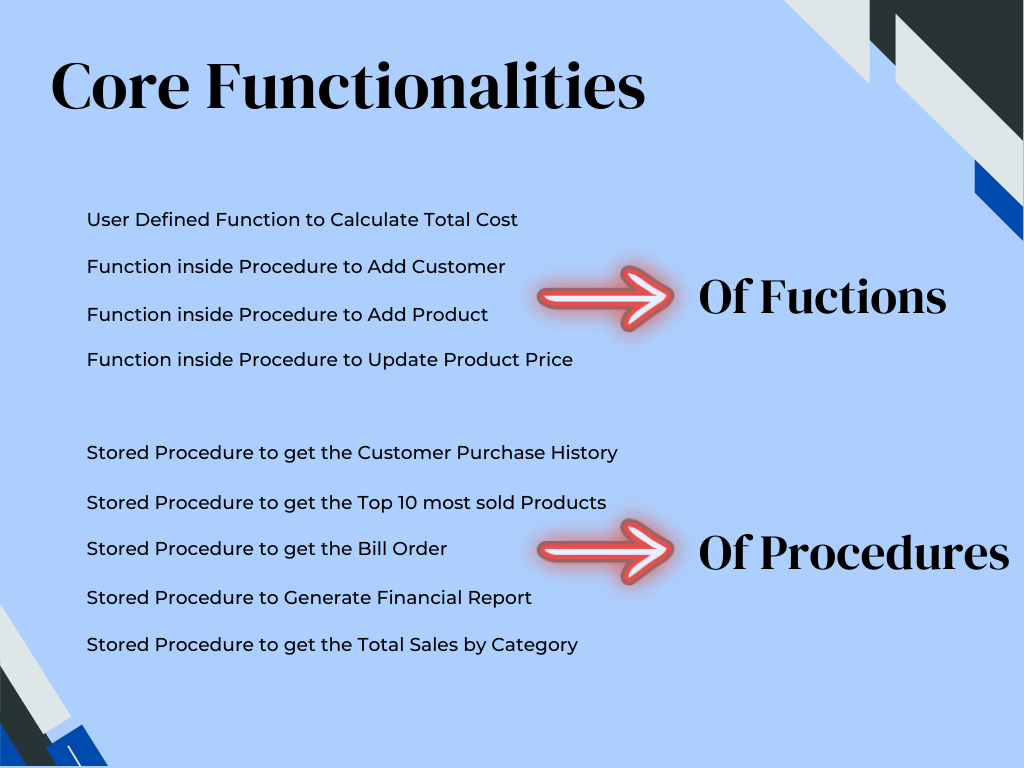 Core Functionalities
User Defined Function to Calculate Total Cost
Function inside Procedure to Add Customer
Function inside Procedure to Add Product
Function inside Procedure to Update Product Price
Of Fuctions
Stored Procedure to get the Customer Purchase History
Stored Procedure to get the Top 10 most sold Products
Stored Procedure to get the Bill Order
Stored Procedure to Generate Financial Report
Stored Procedure to get the Total Sales by Category
Of Procedures